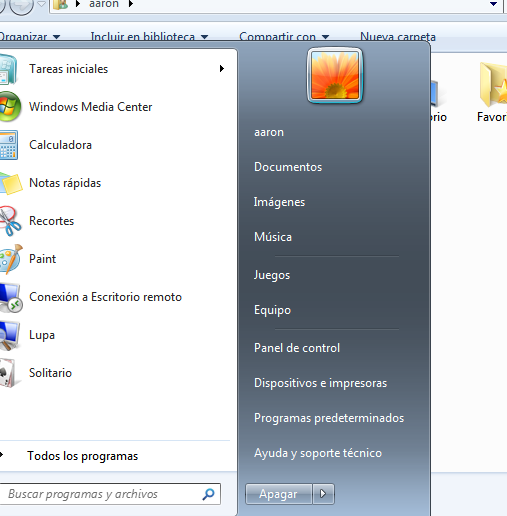 aaron
Organizar
Incluir en biblioteca
Compartir con
Nueva carpeta
Tareas iniciales
Windows Media Center
Calculadora
Notas rápidas
Recortes
Paint
Conexión a Escritorio remoto
Lupa
Solitario
Todos los programas
Buscar programas y archivos
aaron
Documentos
Imágenes
Música
Juegos
Equipo
Panel de control
Dispositivos e impresoras
Programas predeterminados
Ayuda y soporte técnico
Apagar
orio
Favor